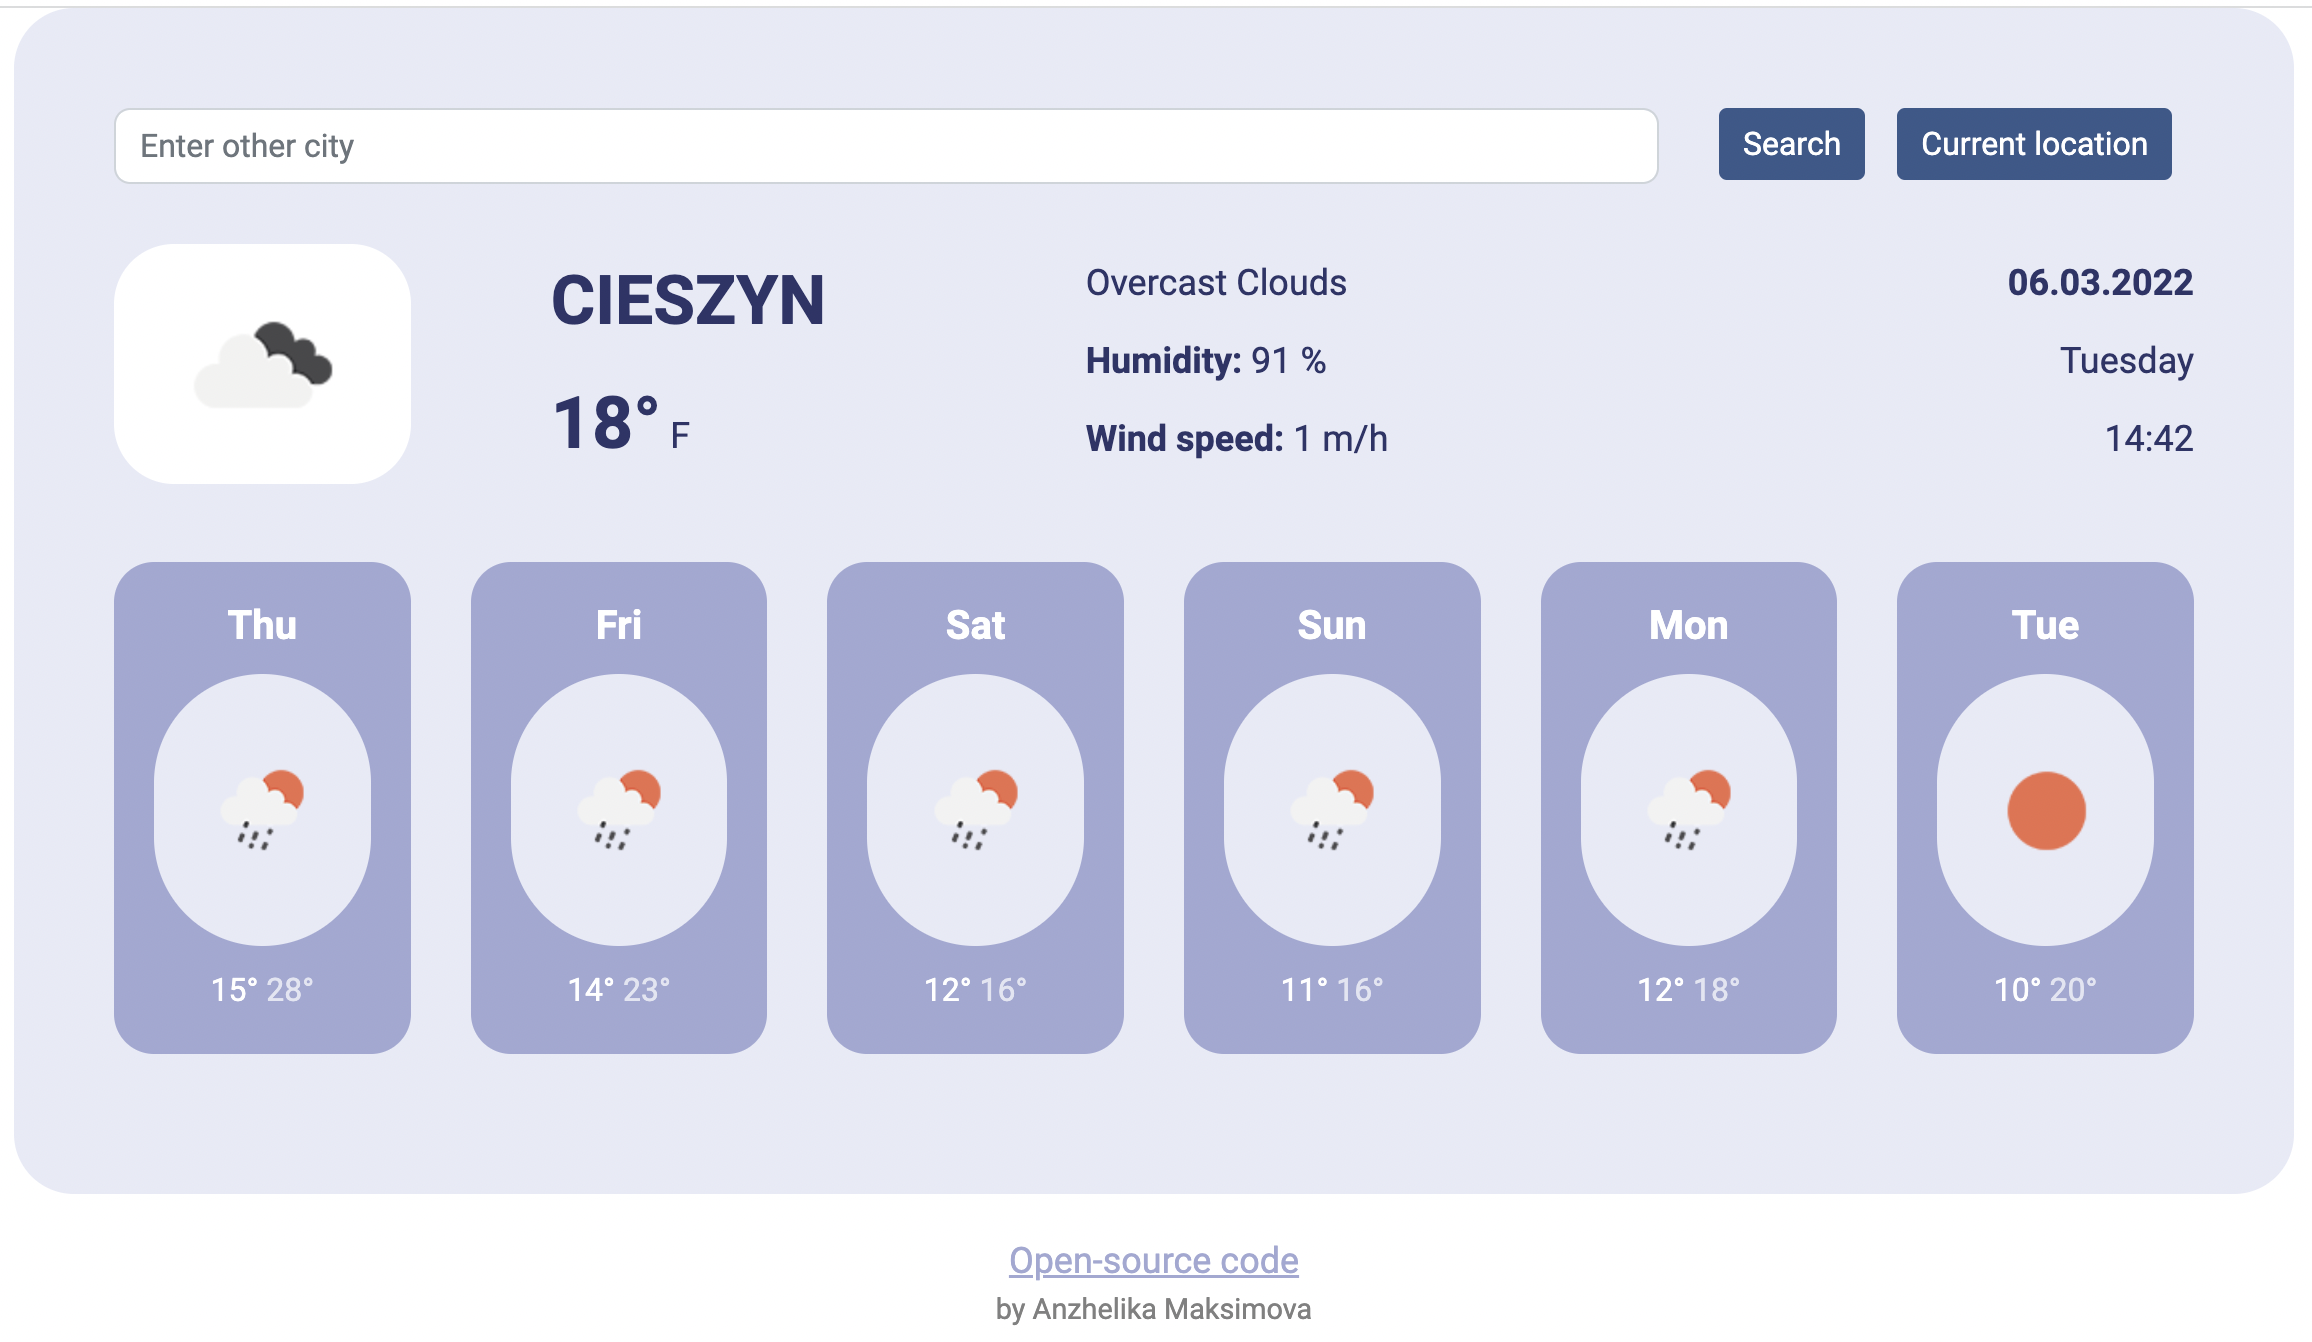 Enter other city
Search
Current location
CIESZYN
18° F
Overcast Clouds
Humidity: 91 %
Wind speed: 1 m/h
06.03.2022
Tuesday
14:42
Thu
15° 28°
Fri
14° 23°
Sat
12° 16°
Sun
11° 16°
Mon
12° 18°
Tue
10° 20°
Open-source code
by Anzhelika Maksimova